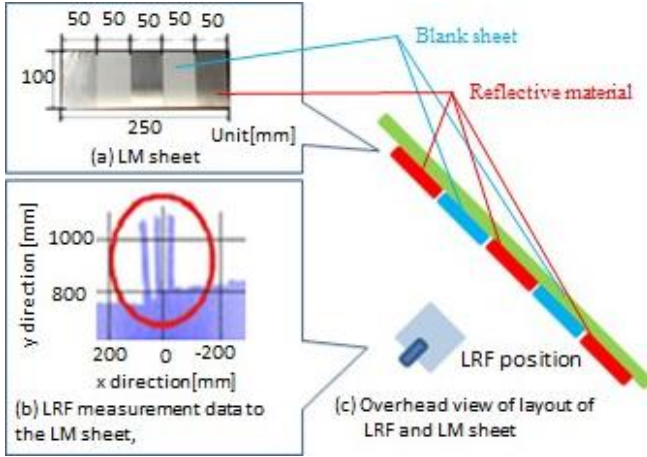 50 50 50 50 50
100
250
Unit[mm]
(a) LM sheet
Blank sheet
Reflective material
y direction [mm]
1000
800
200 0 -200
x direction[mm]
(b) LRF measurement data to
the LM sheet,
LRF position
(c) Overhead view of layout of
LRF and LM sheet